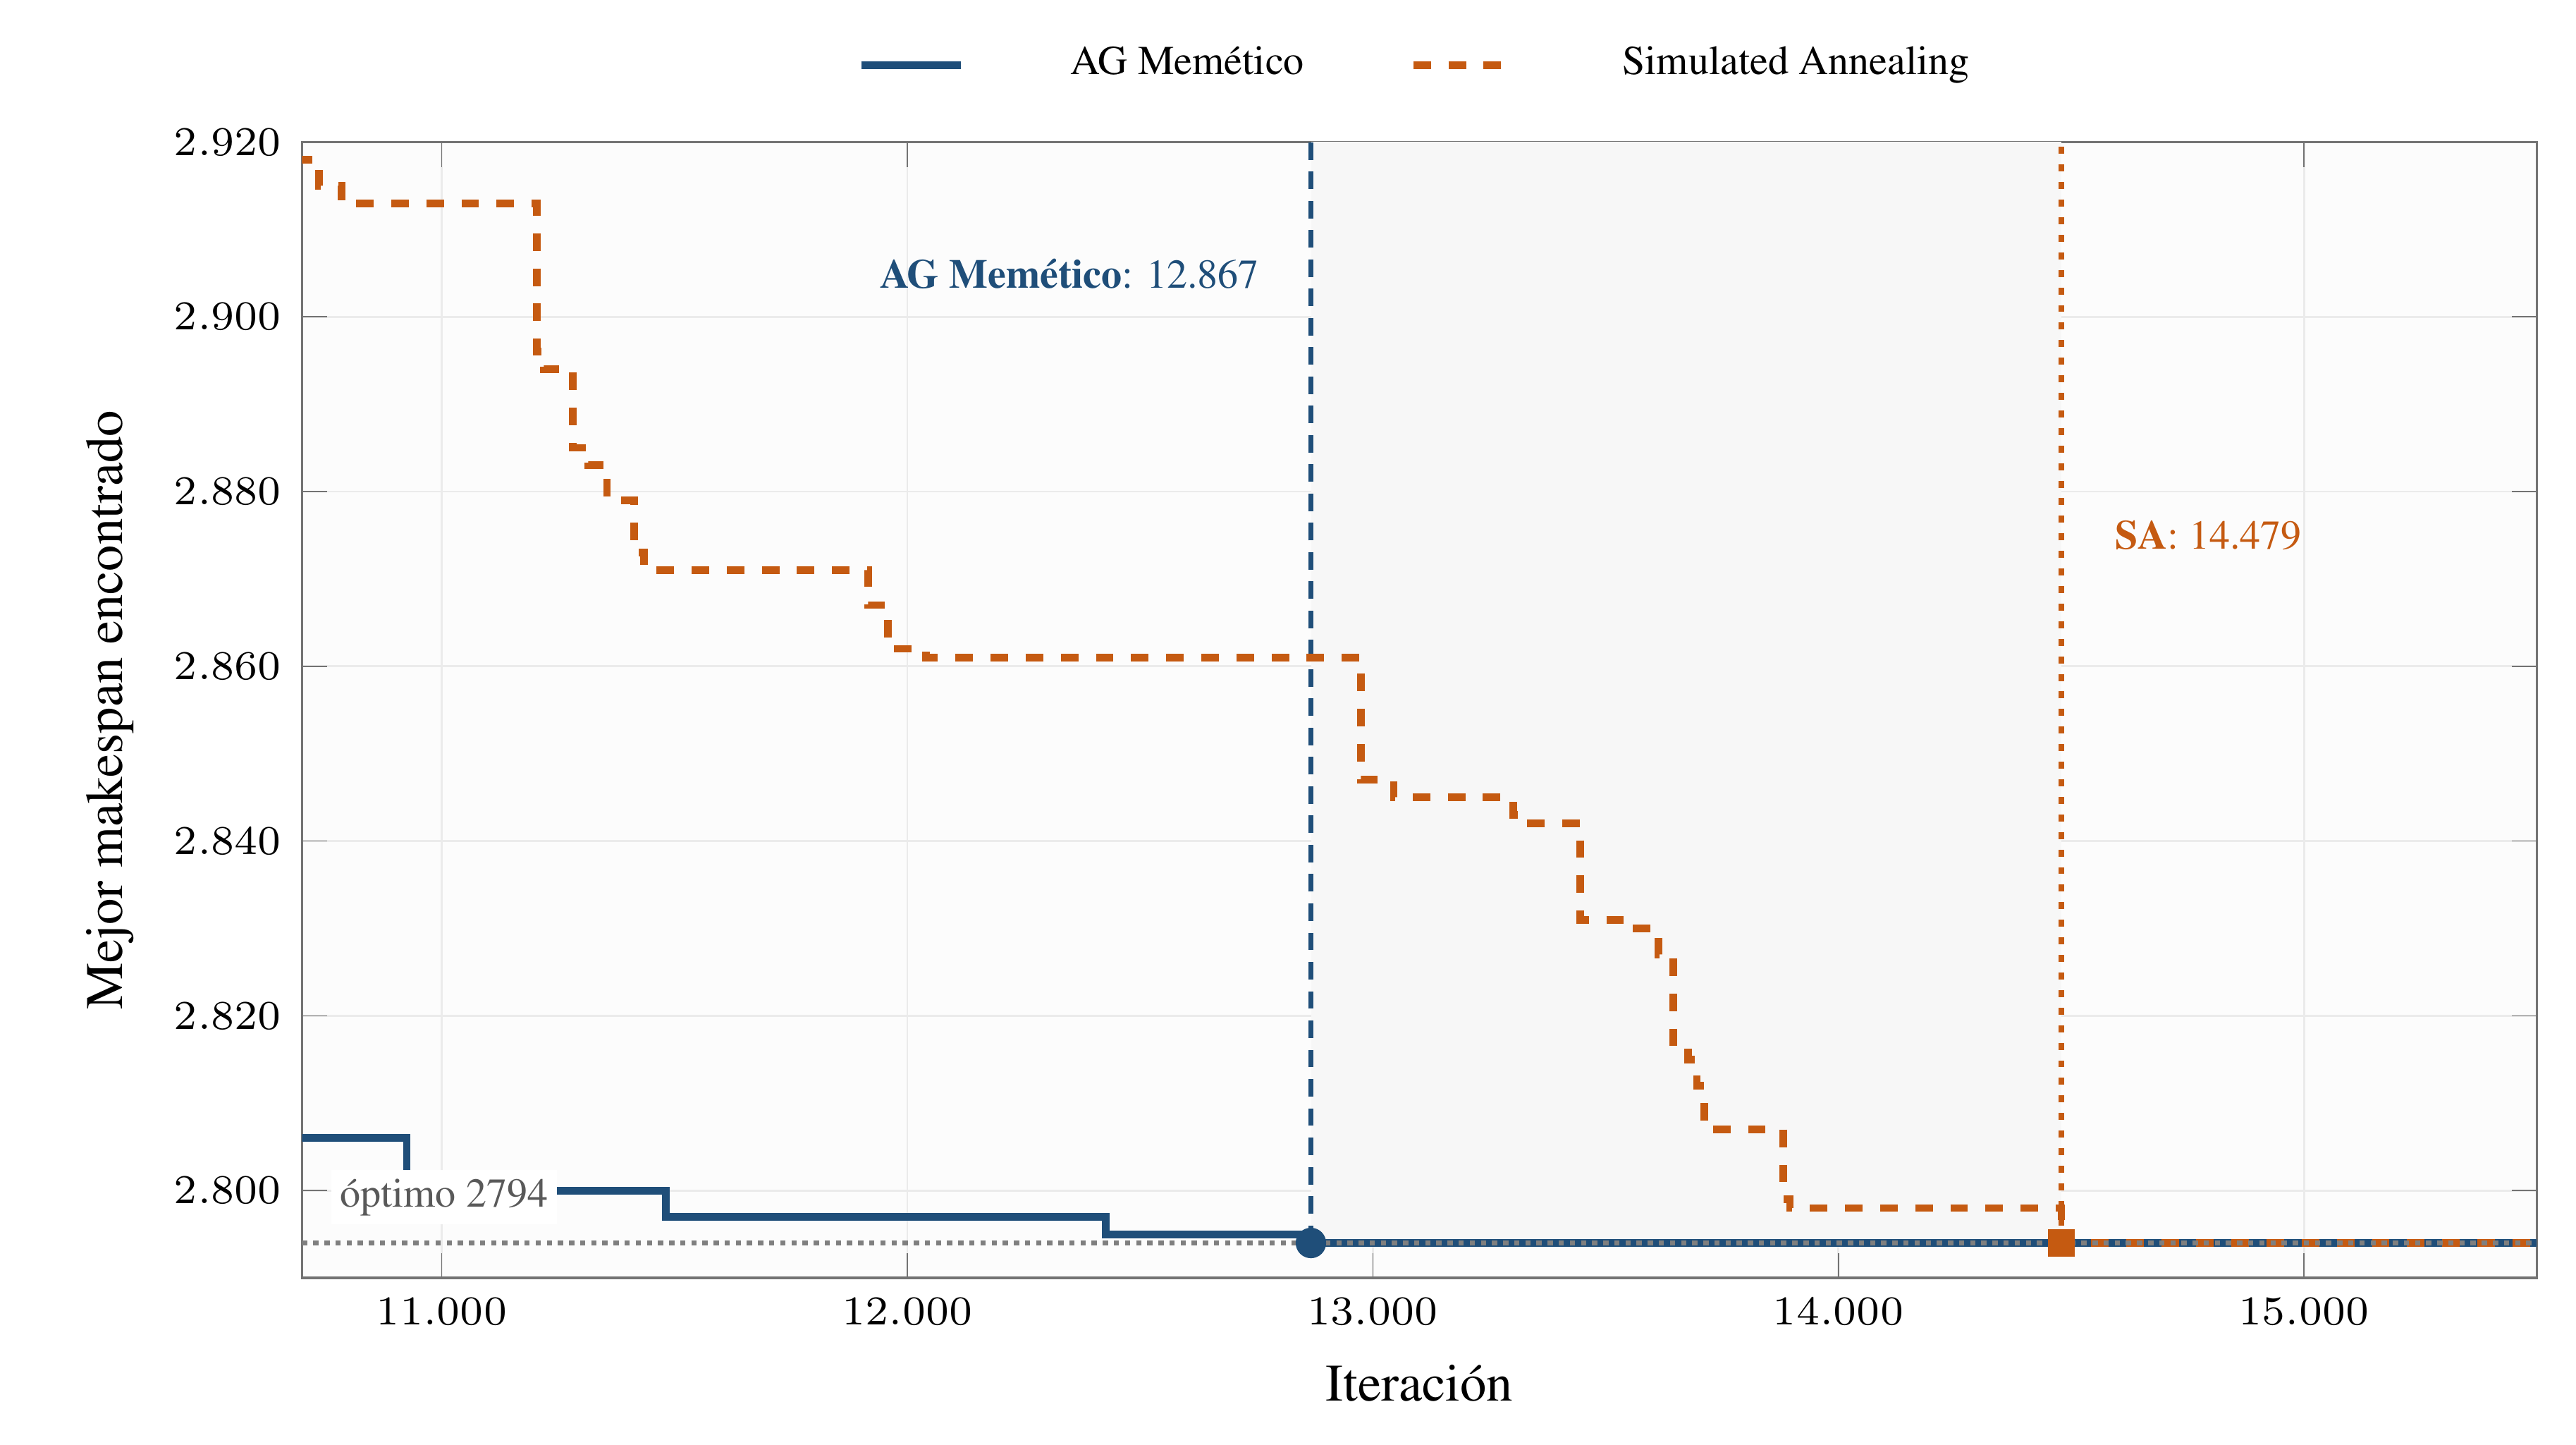 AG Memético
Simulated Annealing
2.920
2.900
2.880
2.860
2.840
2.820
2.800
Mejor makespan encontrado
AG Memético: 12.867
SA: 14.479
óptimo 2794
11.000
12.000
13.000
14.000
15.000
Iteración